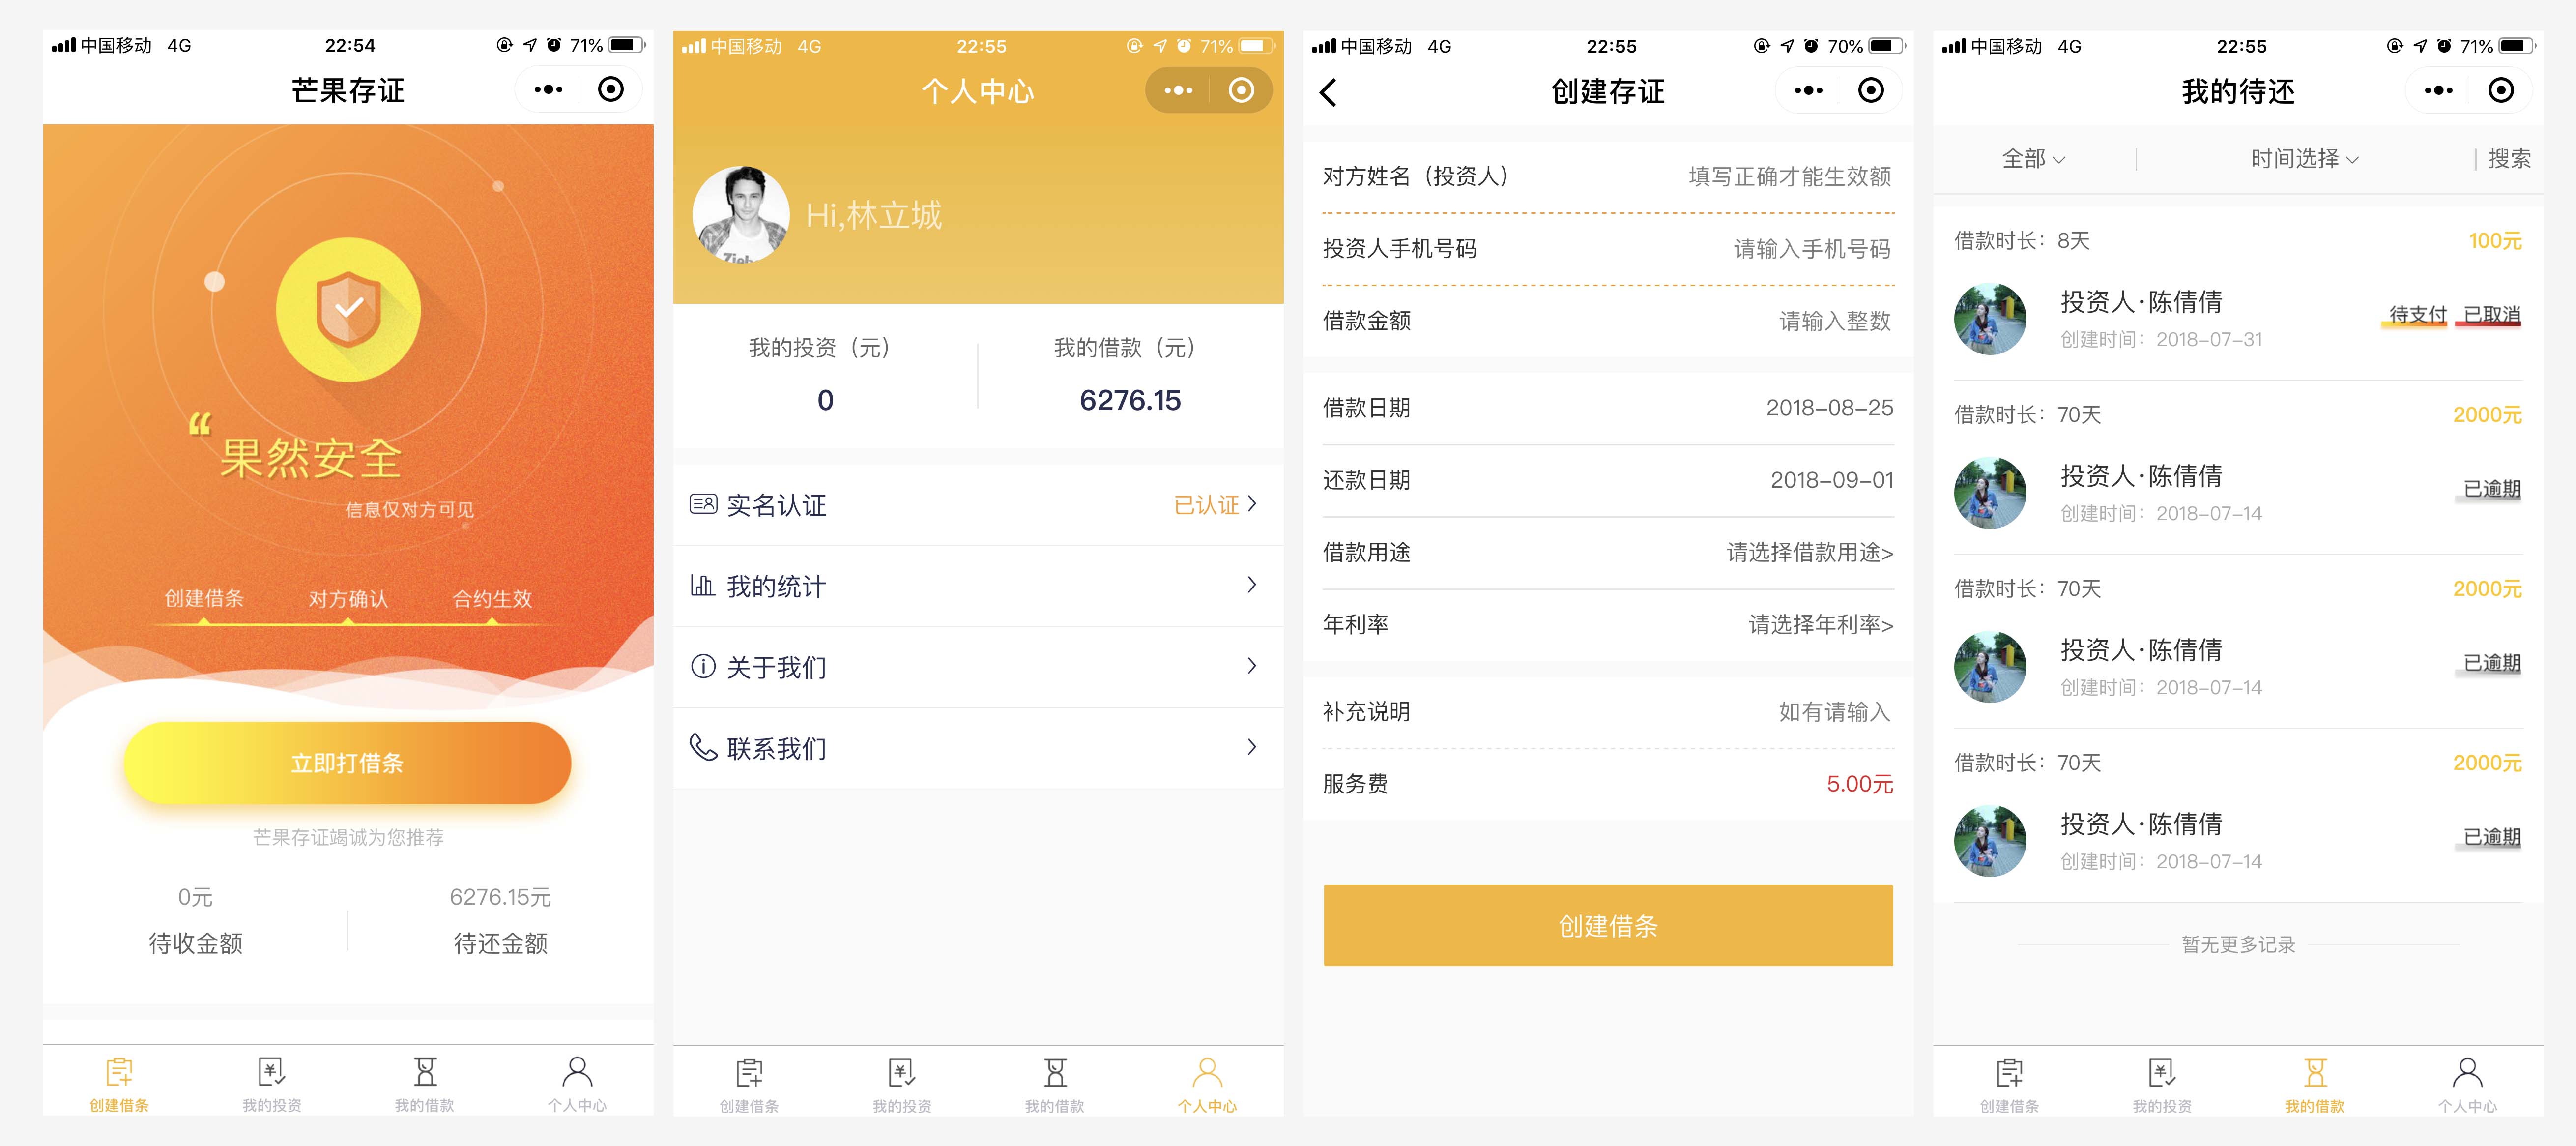 中国移动 4G 22:54 71%
芒果存证
“果然安全
信息仅对方可见
创建借条 对方确认 合约生效
立即打借条
芒果存证竭诚为您推荐
0元 6276.15元
待收金额 待还金额
创建借条 我的投资 我的借款 个人中心
中国移动 4G 22:55 71%
个人中心
Hi,林立城
我的投资（元） 我的借款（元）
0 6276.15
实名认证 已认证
我的统计
关于我们
联系我们
创建借条 我的投资 我的借款 个人中心
中国移动 4G 22:55 70%
创建存证
对方姓名（投资人） 填写正确才能生效额
投资人手机号码 请输入手机号码
借款金额 请输入整数
借款日期 2018-08-25
还款日期 2018-09-01
借款用途 请选择借款用途>
年利率 请选择年利率>
补充说明 如有请输入
服务费 5.00元
创建借条
中国移动 4G 22:55 71%
我的待还
全部 时间选择 搜索
借款时长：8天 100元
投资人·陈倩倩
待支付 已取消
创建时间：2018-07-31
借款时长：70天 2000元
投资人·陈倩倩
已逾期
创建时间：2018-07-14
借款时长：70天 2000元
投资人·陈倩倩
已逾期
创建时间：2018-07-14
借款时长：70天 2000元
投资人·陈倩倩
已逾期
创建时间：2018-07-14
暂无更多记录
创建借条 我的投资 我的借款 个人中心